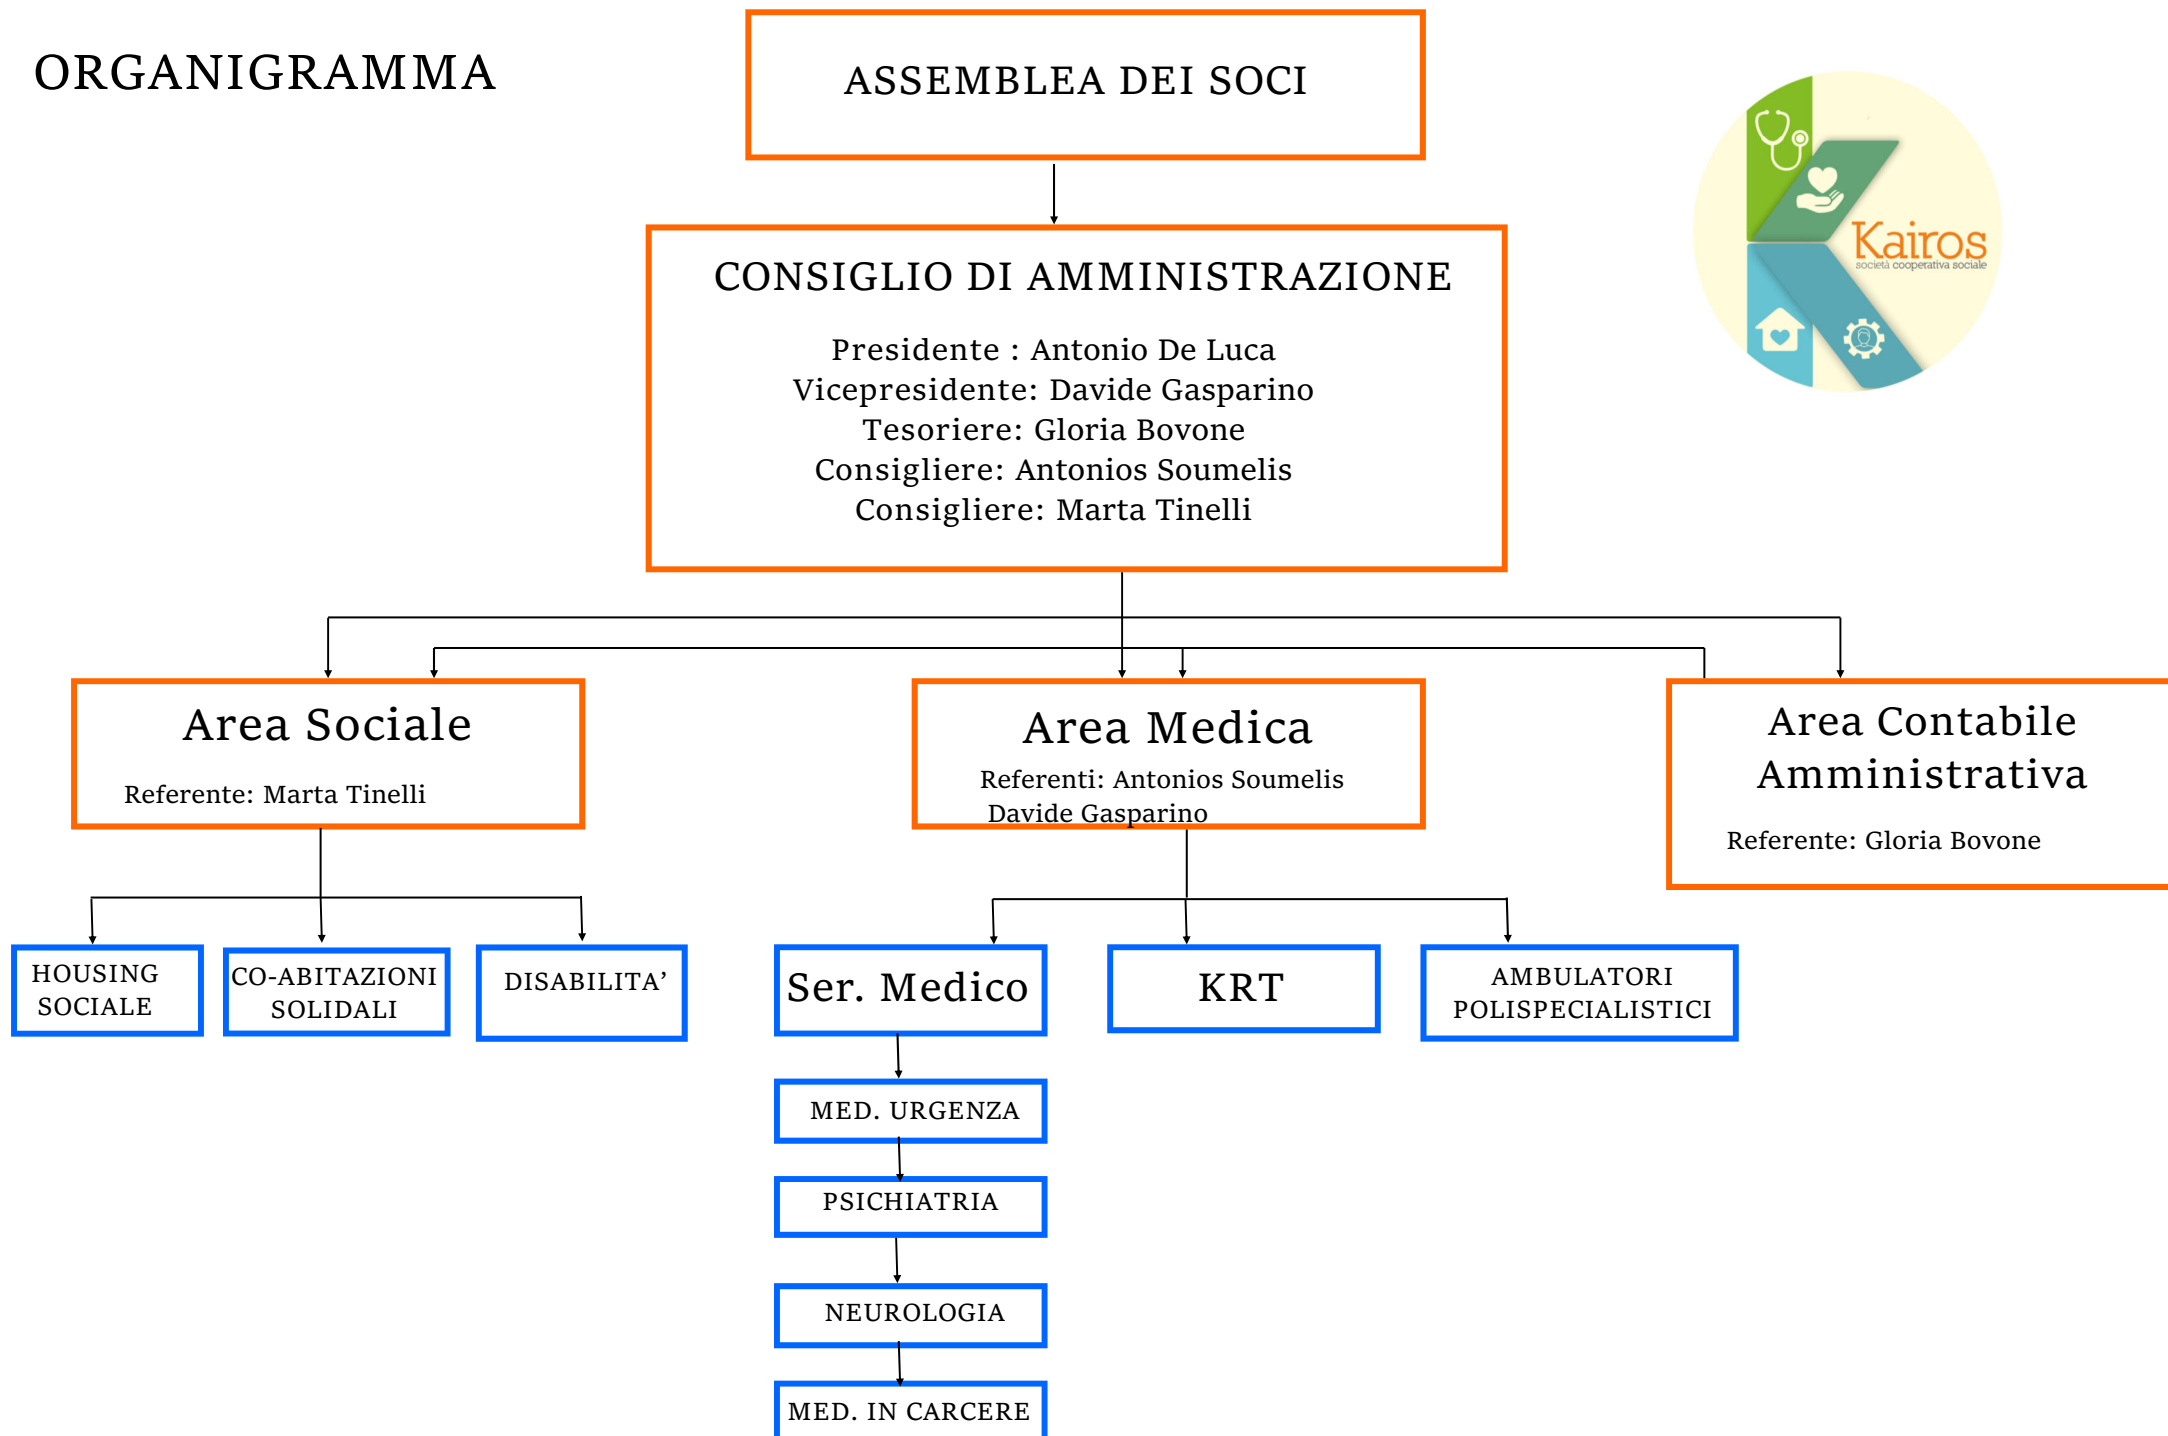 ORGANIGRAMMA
ASSEMBLEA DEI SOCI
Kairos
società cooperativa sociale
CONSIGLIO DI AMMINISTRAZIONE
Presidente : Antonio De Luca
Vicepresidente: Davide Gasparino
Tesoriere: Gloria Bovone
Consigliere: Antonios Soumelis
Consigliere: Marta Tinelli
Area Sociale
Referente: Marta Tinelli
Area Medica
Referenti: Antonios Soumelis
Davide Gasparino
Area Contabile
Amministrativa
Referente: Gloria Bovone
HOUSING
SOCIALE
CO-ABITAZIONI
SOLIDALI
DISABILITA’
Ser. Medico
KRT
AMBULATORI
POLISPECIALISTICI
MED. URGENZA
PSICHIATRIA
NEUROLOGIA
MED. IN CARCERE